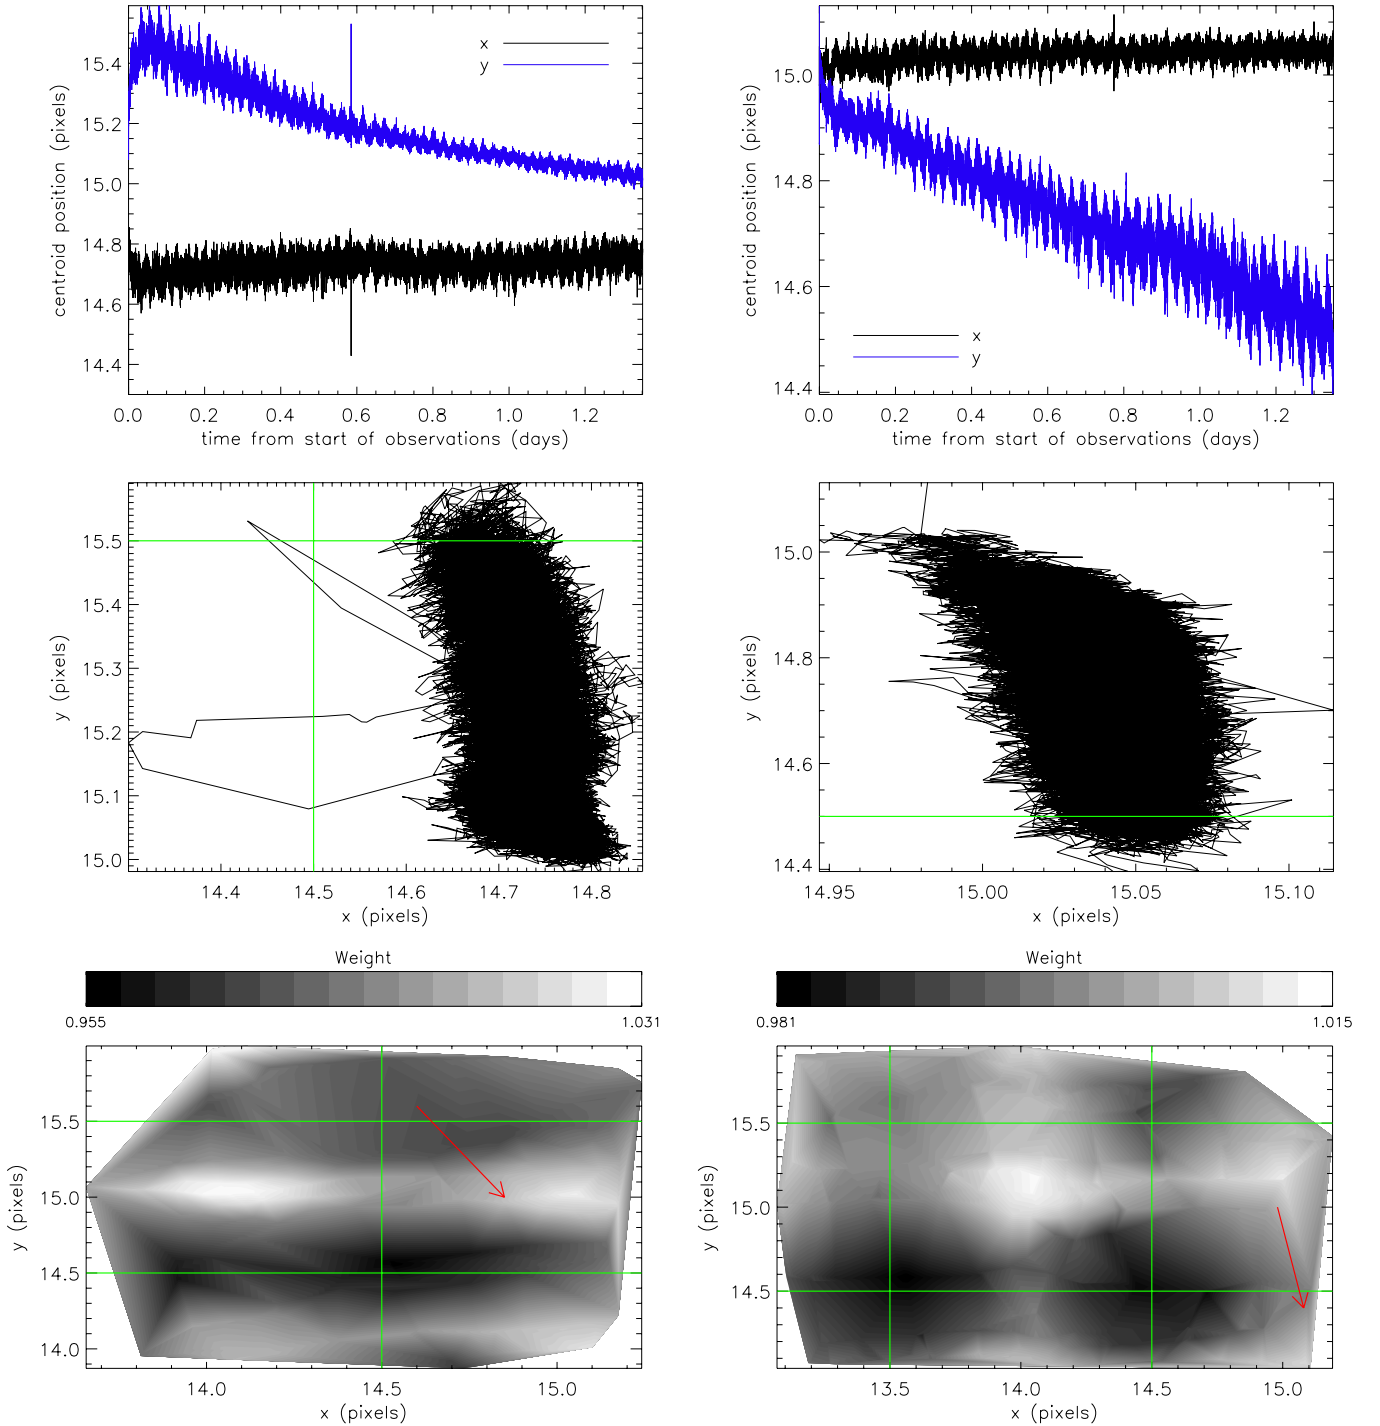 x
y
15.4
15.2
15.0
14.8
14.6
14.4
centroid position (pixels)
0.0 0.2 0.4 0.6 0.8 1.0 1.2
time from start of observations (days)
15.0
14.8
14.6
14.4
centroid position (pixels)
x
y
0.0 0.2 0.4 0.6 0.8 1.0 1.2
time from start of observations (days)
15.5
15.4
15.3
15.2
15.1
15.0
y (pixels)
14.4 14.5 14.6 14.7 14.8
x (pixels)
15.0
14.8
14.6
14.4
y (pixels)
14.95 15.00 15.05 15.10
x (pixels)
Weight
0.955 1.031
15.5
15.0
14.5
14.0
y (pixels)
14.0 14.5 15.0
x (pixels)
Weight
0.981 1.015
15.5
15.0
14.5
y (pixels)
13.5 14.0 14.5 15.0
x (pixels)